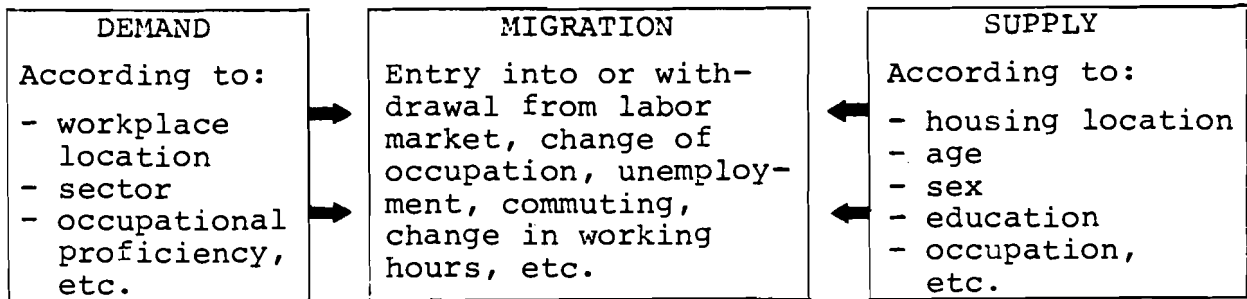 DEMAND
According to:
- workplace
location
- sector
- occupational
proficiency,
etc.
MIGRATION
Entry into or with-
drawal from labor
market, change of
occupation, unemploy-
ment, commuting,
change in working
hours, etc.
SUPPLY
According to:
- housing location
- age
- sex
- education
- occupation,
etc.